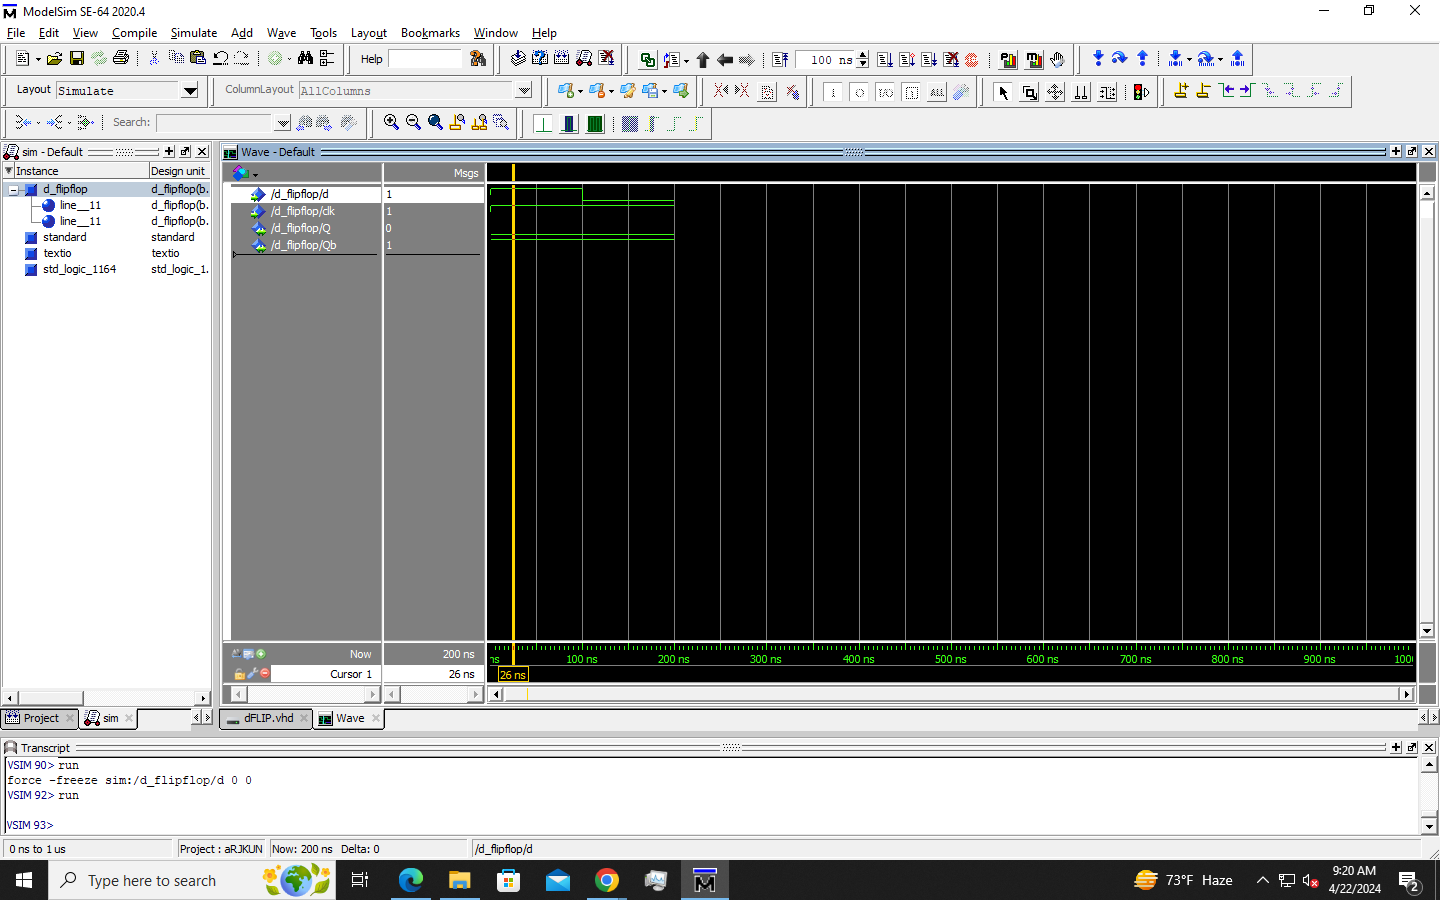 ModelSim SE-64 2020.4
File Edit View Compile Simulate Add Wave Tools Layout Bookmarks Window Help
Help 100 ns
Layout Simulate ColumnLayout AllColumns
Search:
sim - Default
Instance Design unit
d_flipflop d_flipflop(b.
line__11 d_flipflop(b.
line__11 d_flipflop(b.
standard standard
textio textio
std_logic_1164 std_logic_1.
Project sim
Wave - Default
Msgs
/d_flipflop/d 1
/d_flipflop/clk 1
/d_flipflop/Q 0
/d_flipflop/Qb 1
Now 200 ns
ns 100 ns 200 ns 300 ns 400 ns 500 ns 600 ns 700 ns 800 ns 900 ns 100
Cursor 1 26 ns
26 ns
dFLIP.vhd Wave
Transcript
VSIM 90> run
force -freeze sim:/d_flipflop/d 0 0
VSIM 92> run
VSIM 93>
0 ns to 1 us Project : aRJKUN Now: 200 ns Delta: 0 /d_flipflop/d
Type here to search
73°F Haze
9:20 AM
4/22/2024
2